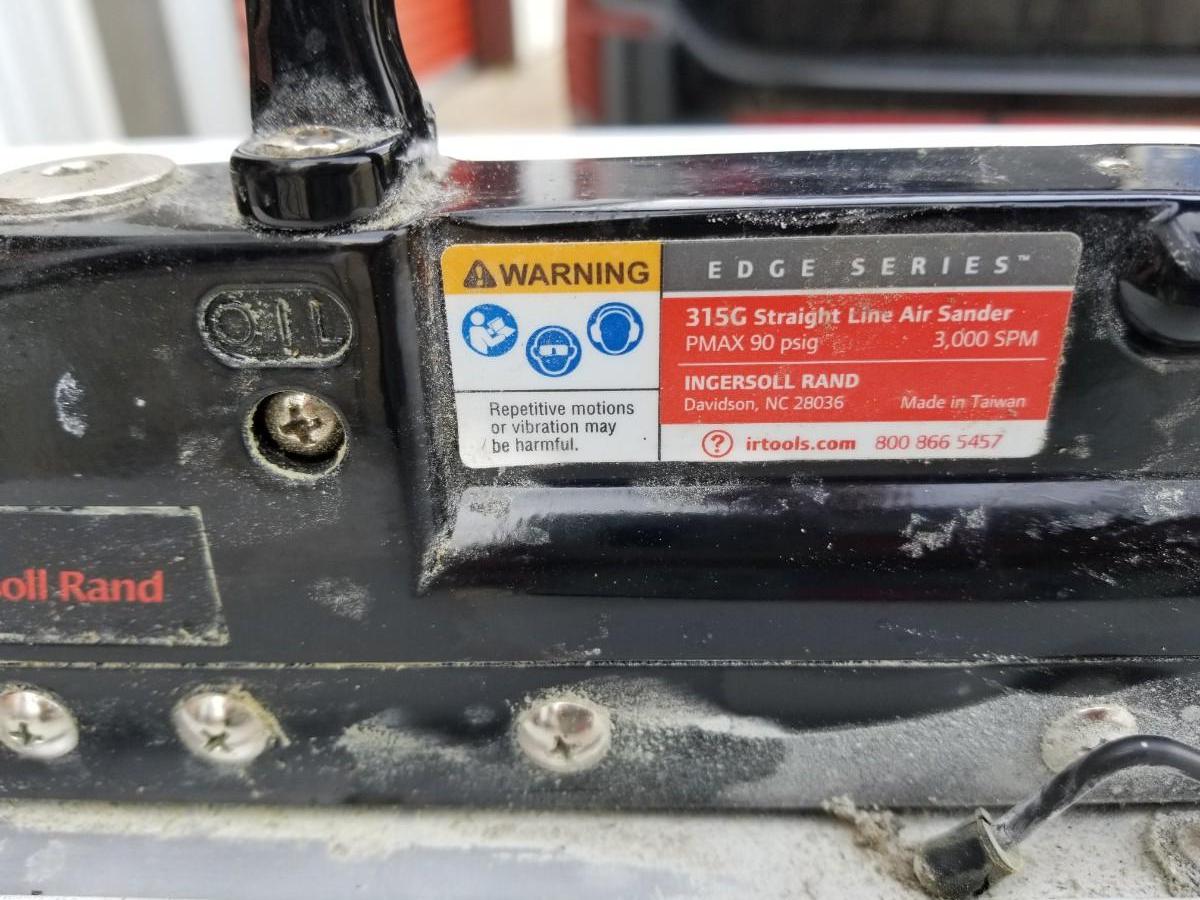 WARNING
EDGE SERIES™
315G Straight Line Air Sander
PMAX 90 psig 3,000 SPM
INGERSOLL RAND
Davidson, NC 28036 Made in Taiwan
Repetitive motions
or vibration may
be harmful.
? irtools.com 800 866 5457
OIL
soll Rand